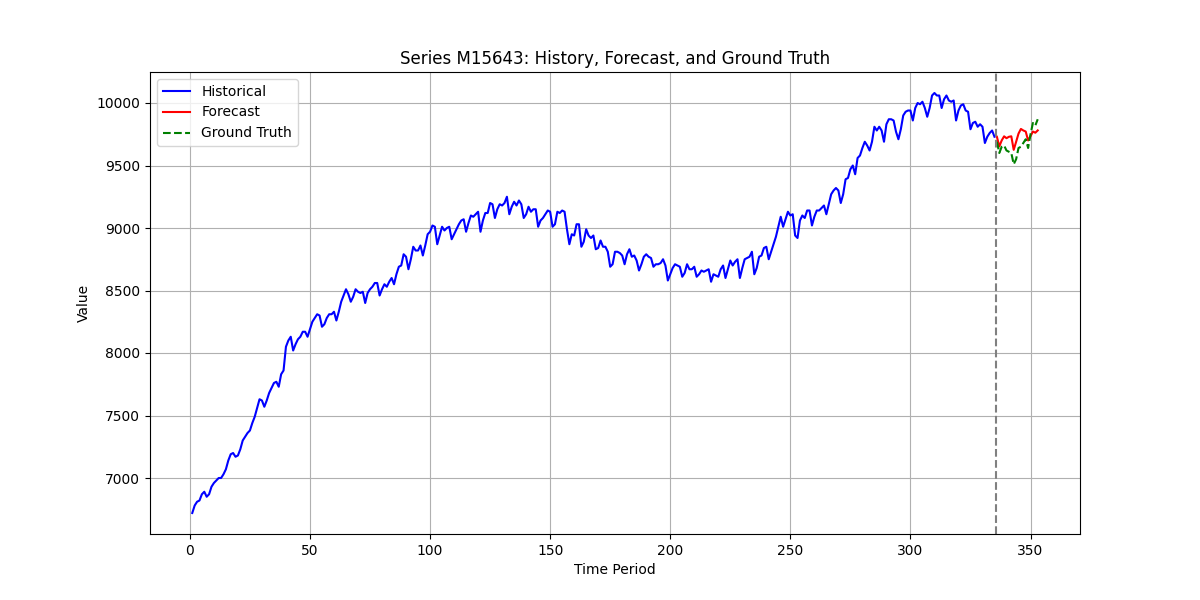 Series M15643: History, Forecast, and Ground Truth
Historical
Forecast
Ground Truth
10000
9500
9000
8500
8000
7500
7000
Value
0 50 100 150 200 250 300 350
Time Period